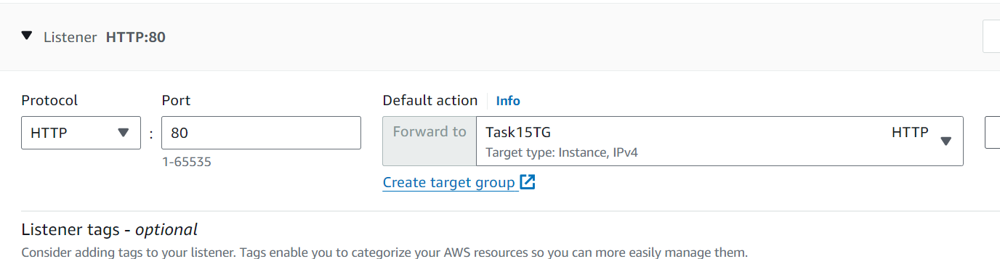 Listener HTTP:80
Protocol Port Default action Info
HTTP : 80 Forward to Task15TG HTTP
Target type: Instance, IPv4
1-65535
Create target group
Listener tags - optional
Consider adding tags to your listener. Tags enable you to categorize your AWS resources so you can more easily manage them.